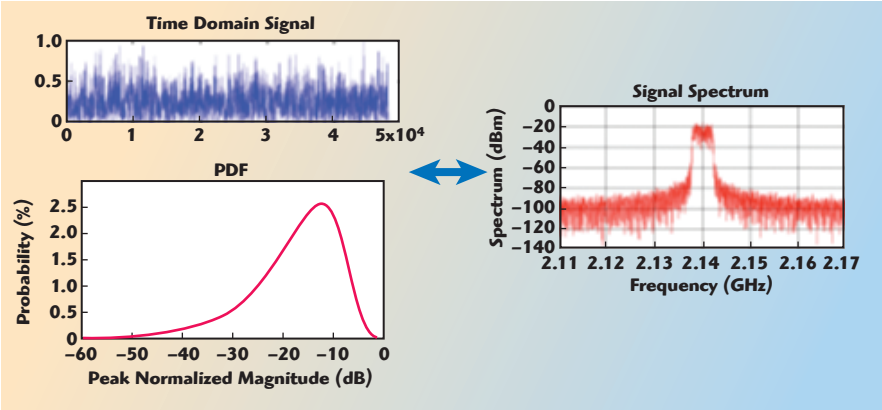 Time Domain Signal
1.0
0.5
0
0 1 2 3 4 5x10⁴
PDF
Probability (%)
2.5
2.0
1.5
1.0
0.5
0
−60 −50 −40 −30 −20 −10 0
Peak Normalized Magnitude (dB)
Signal Spectrum
Spectrum (dBm)
0
−20
−40
−60
−80
−100
−120
−140
2.11 2.12 2.13 2.14 2.15 2.16 2.17
Frequency (GHz)